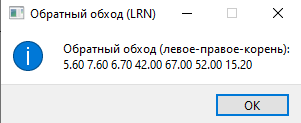 Обратный обход (LRN)
Обратный обход (левое-правое-корень):
5.60 7.60 6.70 42.00 67.00 52.00 15.20
OK